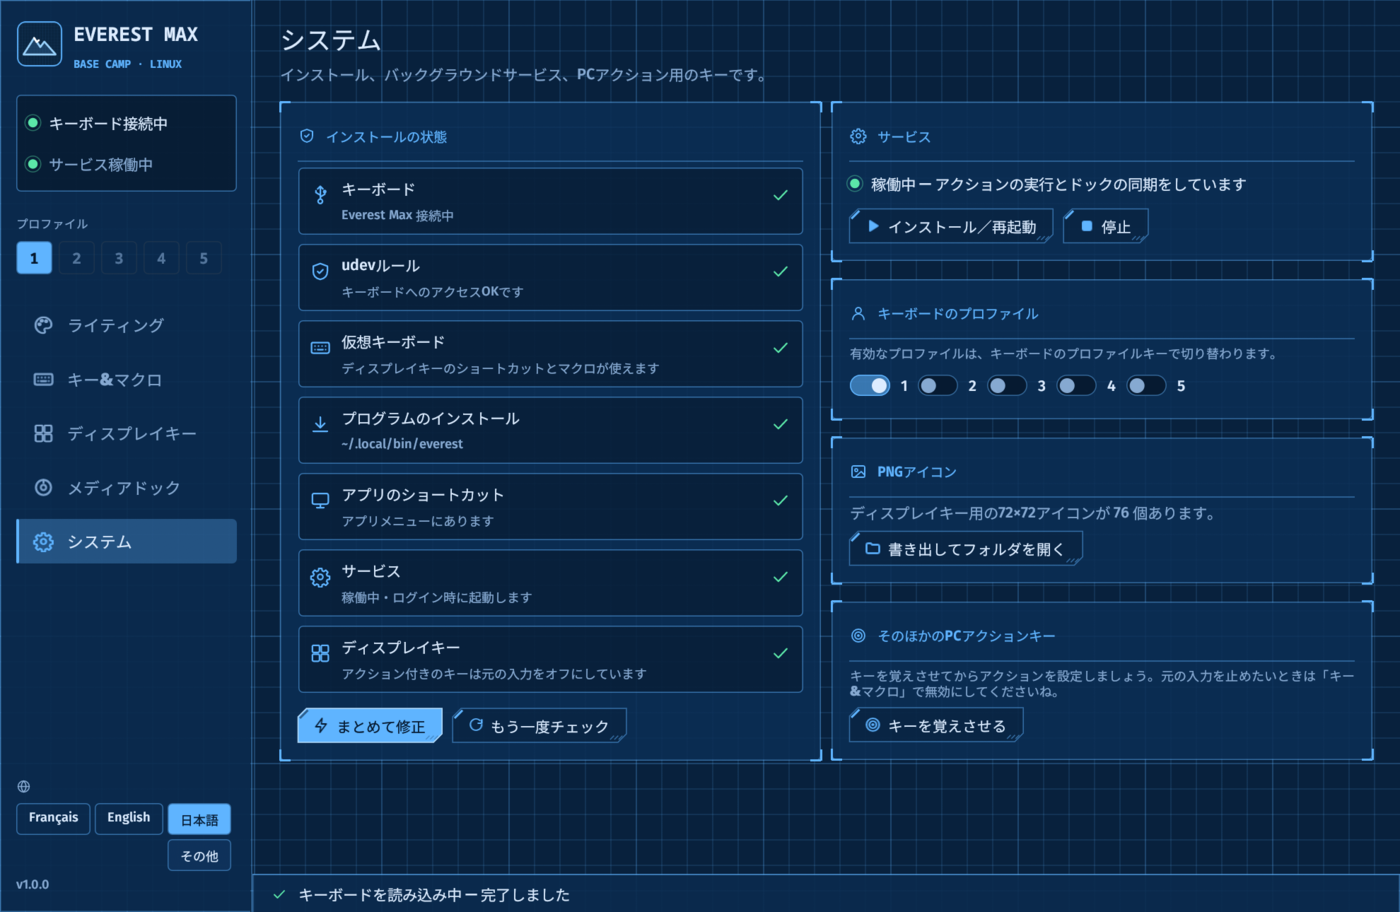 EVEREST MAX
BASE CAMP · LINUX
キーボード接続中
サービス稼働中
プロファイル
1 2 3 4 5
ライティング
キー&マクロ
ディスプレイキー
メディアドック
システム
Français English 日本語
その他
v1.0.0
システム
インストール、バックグラウンドサービス、PCアクション用のキーです。
インストールの状態
キーボード
Everest Max 接続中
udevルール
キーボードへのアクセスOKです
仮想キーボード
ディスプレイキーのショートカットとマクロが使えます
プログラムのインストール
~/.local/bin/everest
アプリのショートカット
アプリメニューにあります
サービス
稼働中・ログイン時に起動します
ディスプレイキー
アクション付きのキーは元の入力をオフにしています
まとめて修正 もう一度チェック
サービス
稼働中 — アクションの実行とドックの同期をしています
インストール／再起動 停止
キーボードのプロファイル
有効なプロファイルは、キーボードのプロファイルキーで切り替わります。
1 2 3 4 5
PNGアイコン
ディスプレイキー用の72×72アイコンが 76 個あります。
書き出してフォルダを開く
そのほかのPCアクションキー
キーを覚えさせてからアクションを設定しましょう。元の入力を止めたいときは「キー
&マクロ」で無効にしてくださいね。
キーを覚えさせる
キーボードを読み込み中 — 完了しました